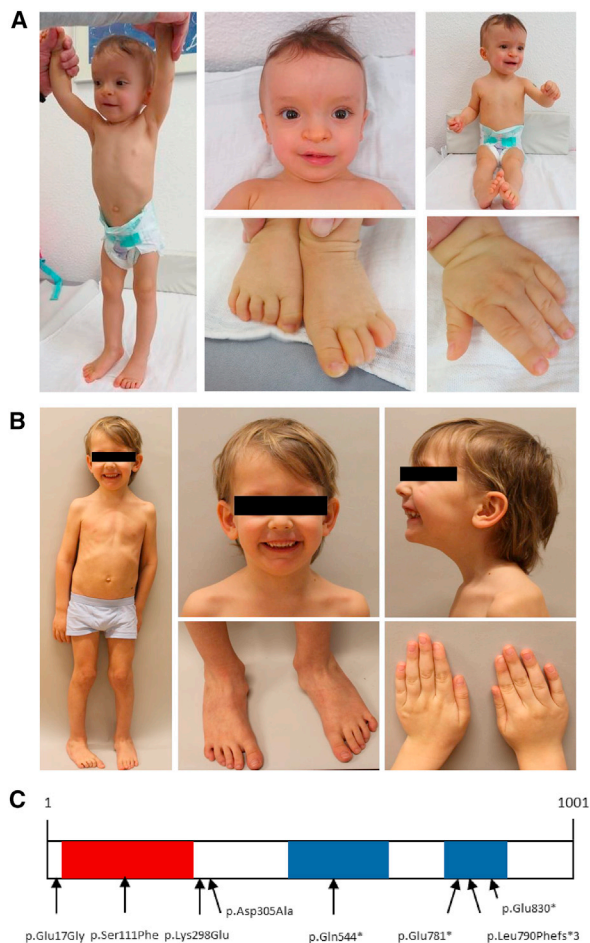 A
B
C
1 1001
p.Glu830*
p.Asp305Ala
p.Glu17Gly p.Ser111Phe p.Lys298Glu p.Gln544* p.Glu781* p.Leu790Phefs*3